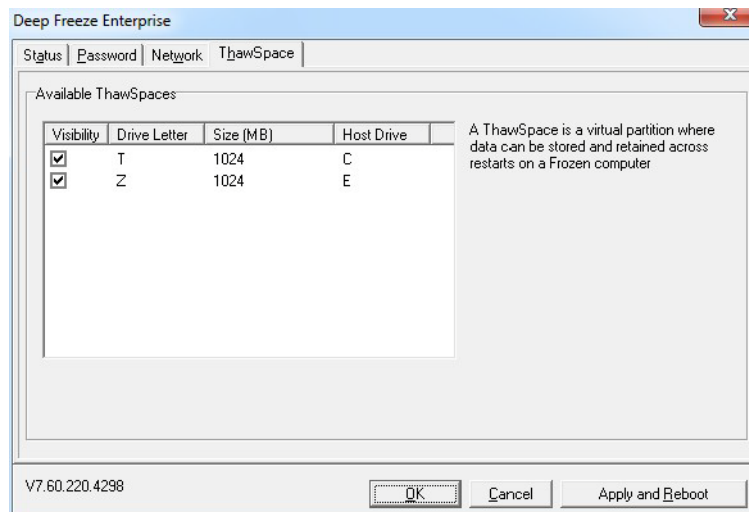 Deep Freeze Enterprise
Status Password Network ThawSpace
Available ThawSpaces
Visibility Drive Letter Size (MB) Host Drive
T 1024 C
Z 1024 E
A ThawSpace is a virtual partition where
data can be stored and retained across
restarts on a Frozen computer
V7.60.220.4298
OK Cancel Apply and Reboot